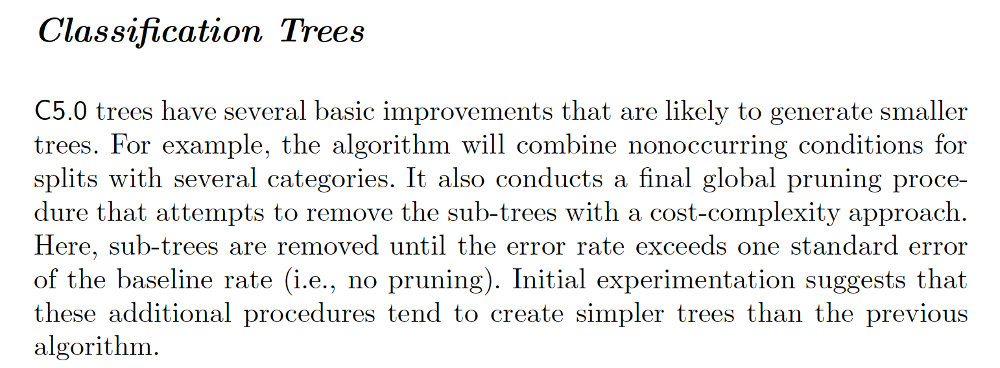 Classification Trees
C5.0 trees have several basic improvements that are likely to generate smaller
trees. For example, the algorithm will combine nonoccurring conditions for
splits with several categories. It also conducts a final global pruning proce-
dure that attempts to remove the sub-trees with a cost-complexity approach.
Here, sub-trees are removed until the error rate exceeds one standard error
of the baseline rate (i.e., no pruning). Initial experimentation suggests that
these additional procedures tend to create simpler trees than the previous
algorithm.